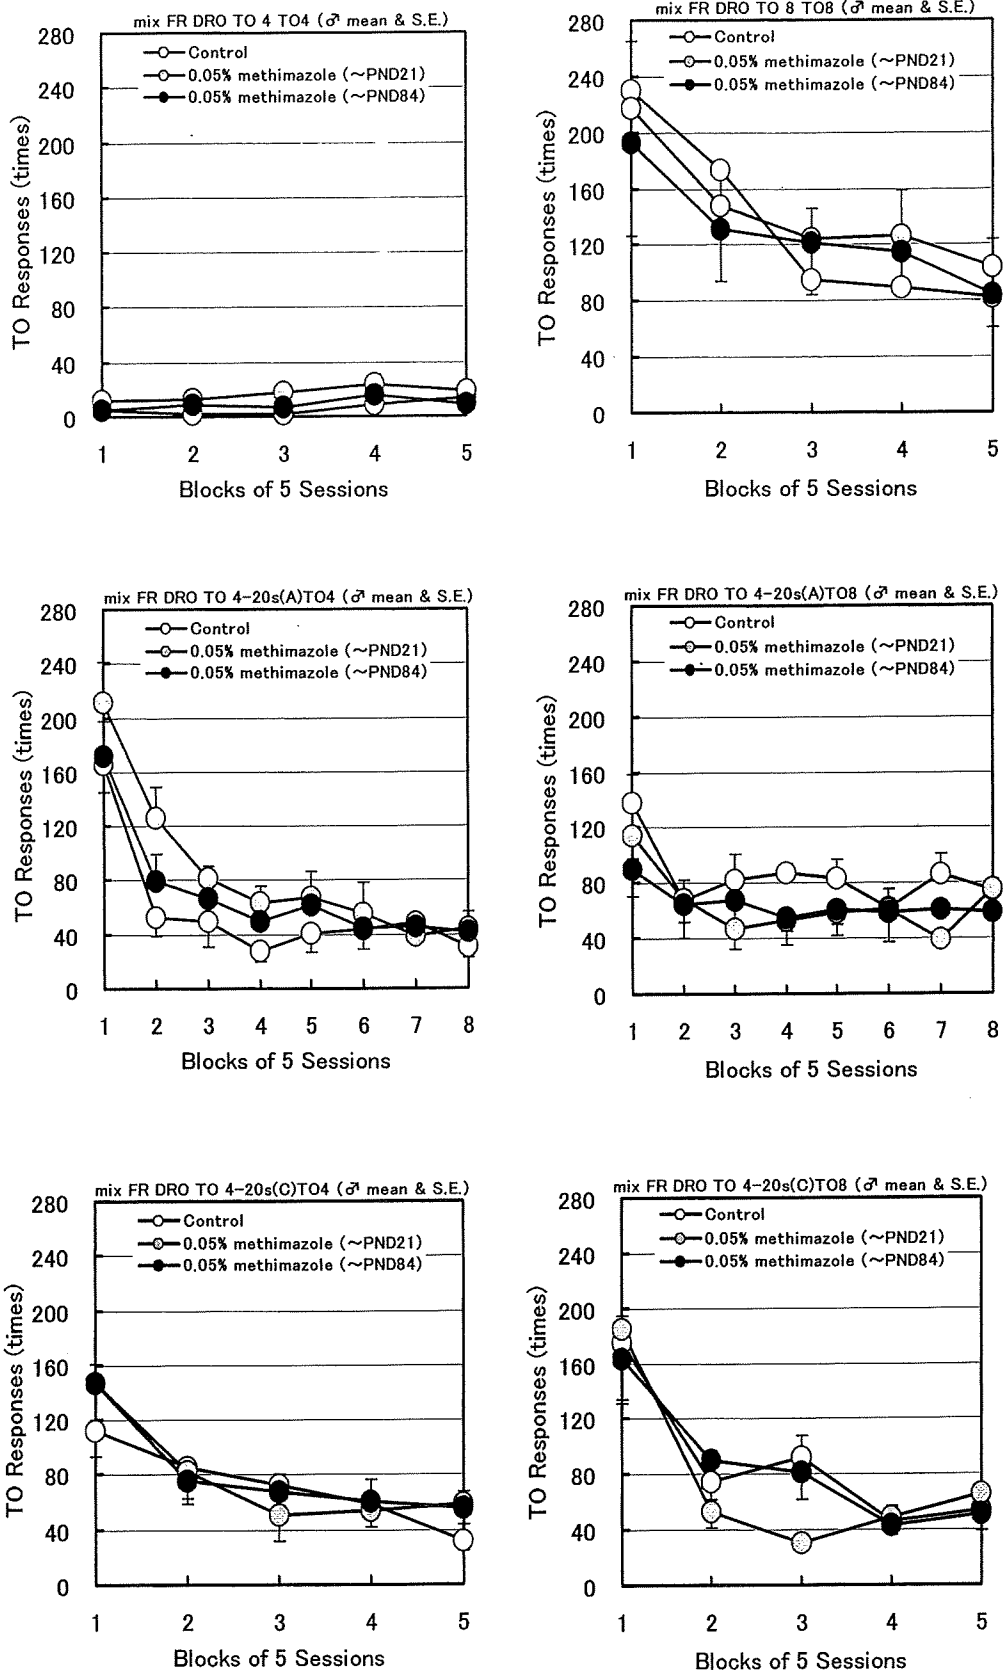 mix FR DRO TO 4 TO4 (♂ mean & S.E.)
280
240
200
160
120
80
40
0
TO Responses (times)
Control
0.05% methimazole (~PND21)
0.05% methimazole (~PND84)
1 2 3 4 5
Blocks of 5 Sessions
mix FR DRO TO 8 TO8 (♂ mean & S.E.)
280
240
200
160
120
80
40
0
TO Responses (times)
Control
0.05% methimazole (~PND21)
0.05% methimazole (~PND84)
1 2 3 4 5
Blocks of 5 Sessions
mix FR DRO TO 4-20s(A)TO4 (♂ mean & S.E.)
280
240
200
160
120
80
40
0
TO Responses (times)
Control
0.05% methimazole (~PND21)
0.05% methimazole (~PND84)
1 2 3 4 5 6 7 8
Blocks of 5 Sessions
mix FR DRO TO 4-20s(A)TO8 (♂ mean & S.E.)
280
240
200
160
120
80
40
0
TO Responses (times)
Control
0.05% methimazole (~PND21)
0.05% methimazole (~PND84)
1 2 3 4 5 6 7 8
Blocks of 5 Sessions
mix FR DRO TO 4-20s(C)TO4 (♂ mean & S.E.)
280
240
200
160
120
80
40
0
TO Responses (times)
Control
0.05% methimazole (~PND21)
0.05% methimazole (~PND84)
1 2 3 4 5
Blocks of 5 Sessions
mix FR DRO TO 4-20s(C)TO8 (♂ mean & S.E.)
280
240
200
160
120
80
40
0
TO Responses (times)
Control
0.05% methimazole (~PND21)
0.05% methimazole (~PND84)
1 2 3 4 5
Blocks of 5 Sessions